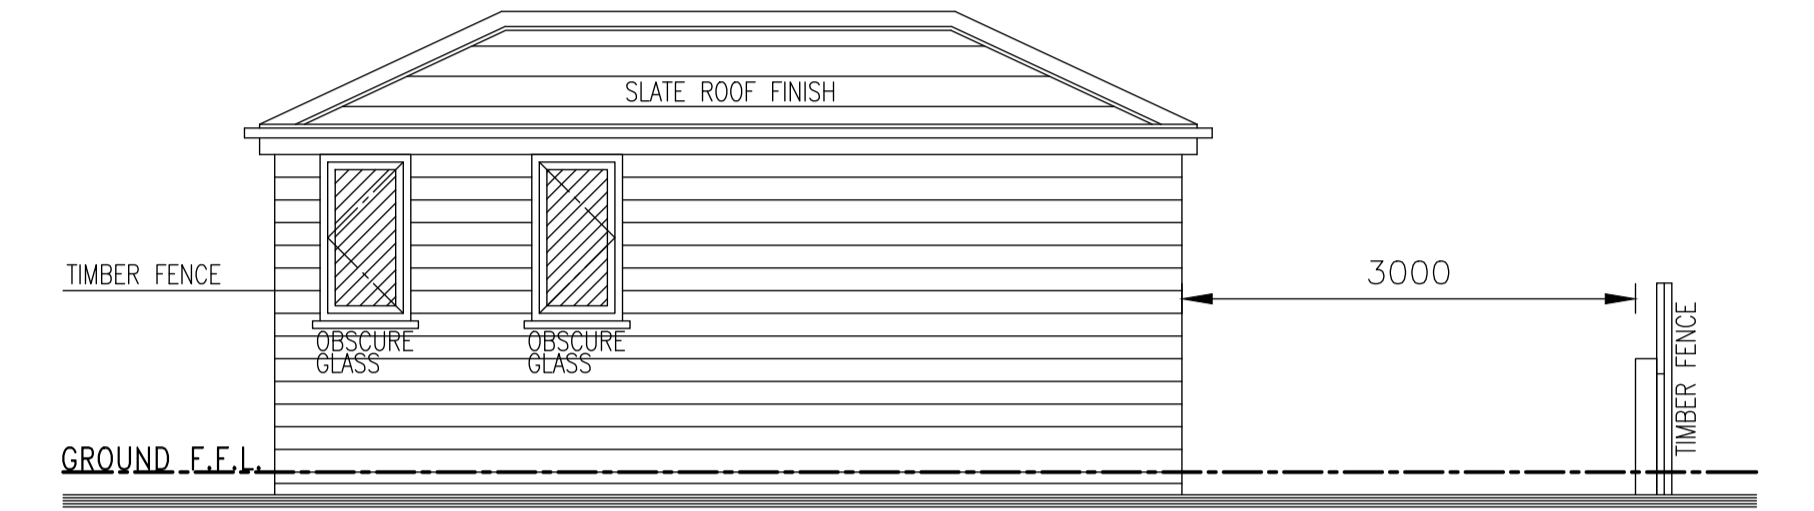 SLATE ROOF FINISH
TIMBER FENCE
3000
OBSCURE
GLASS
OBSCURE
GLASS
TIMBER FENCE
GROUND F.F.L.